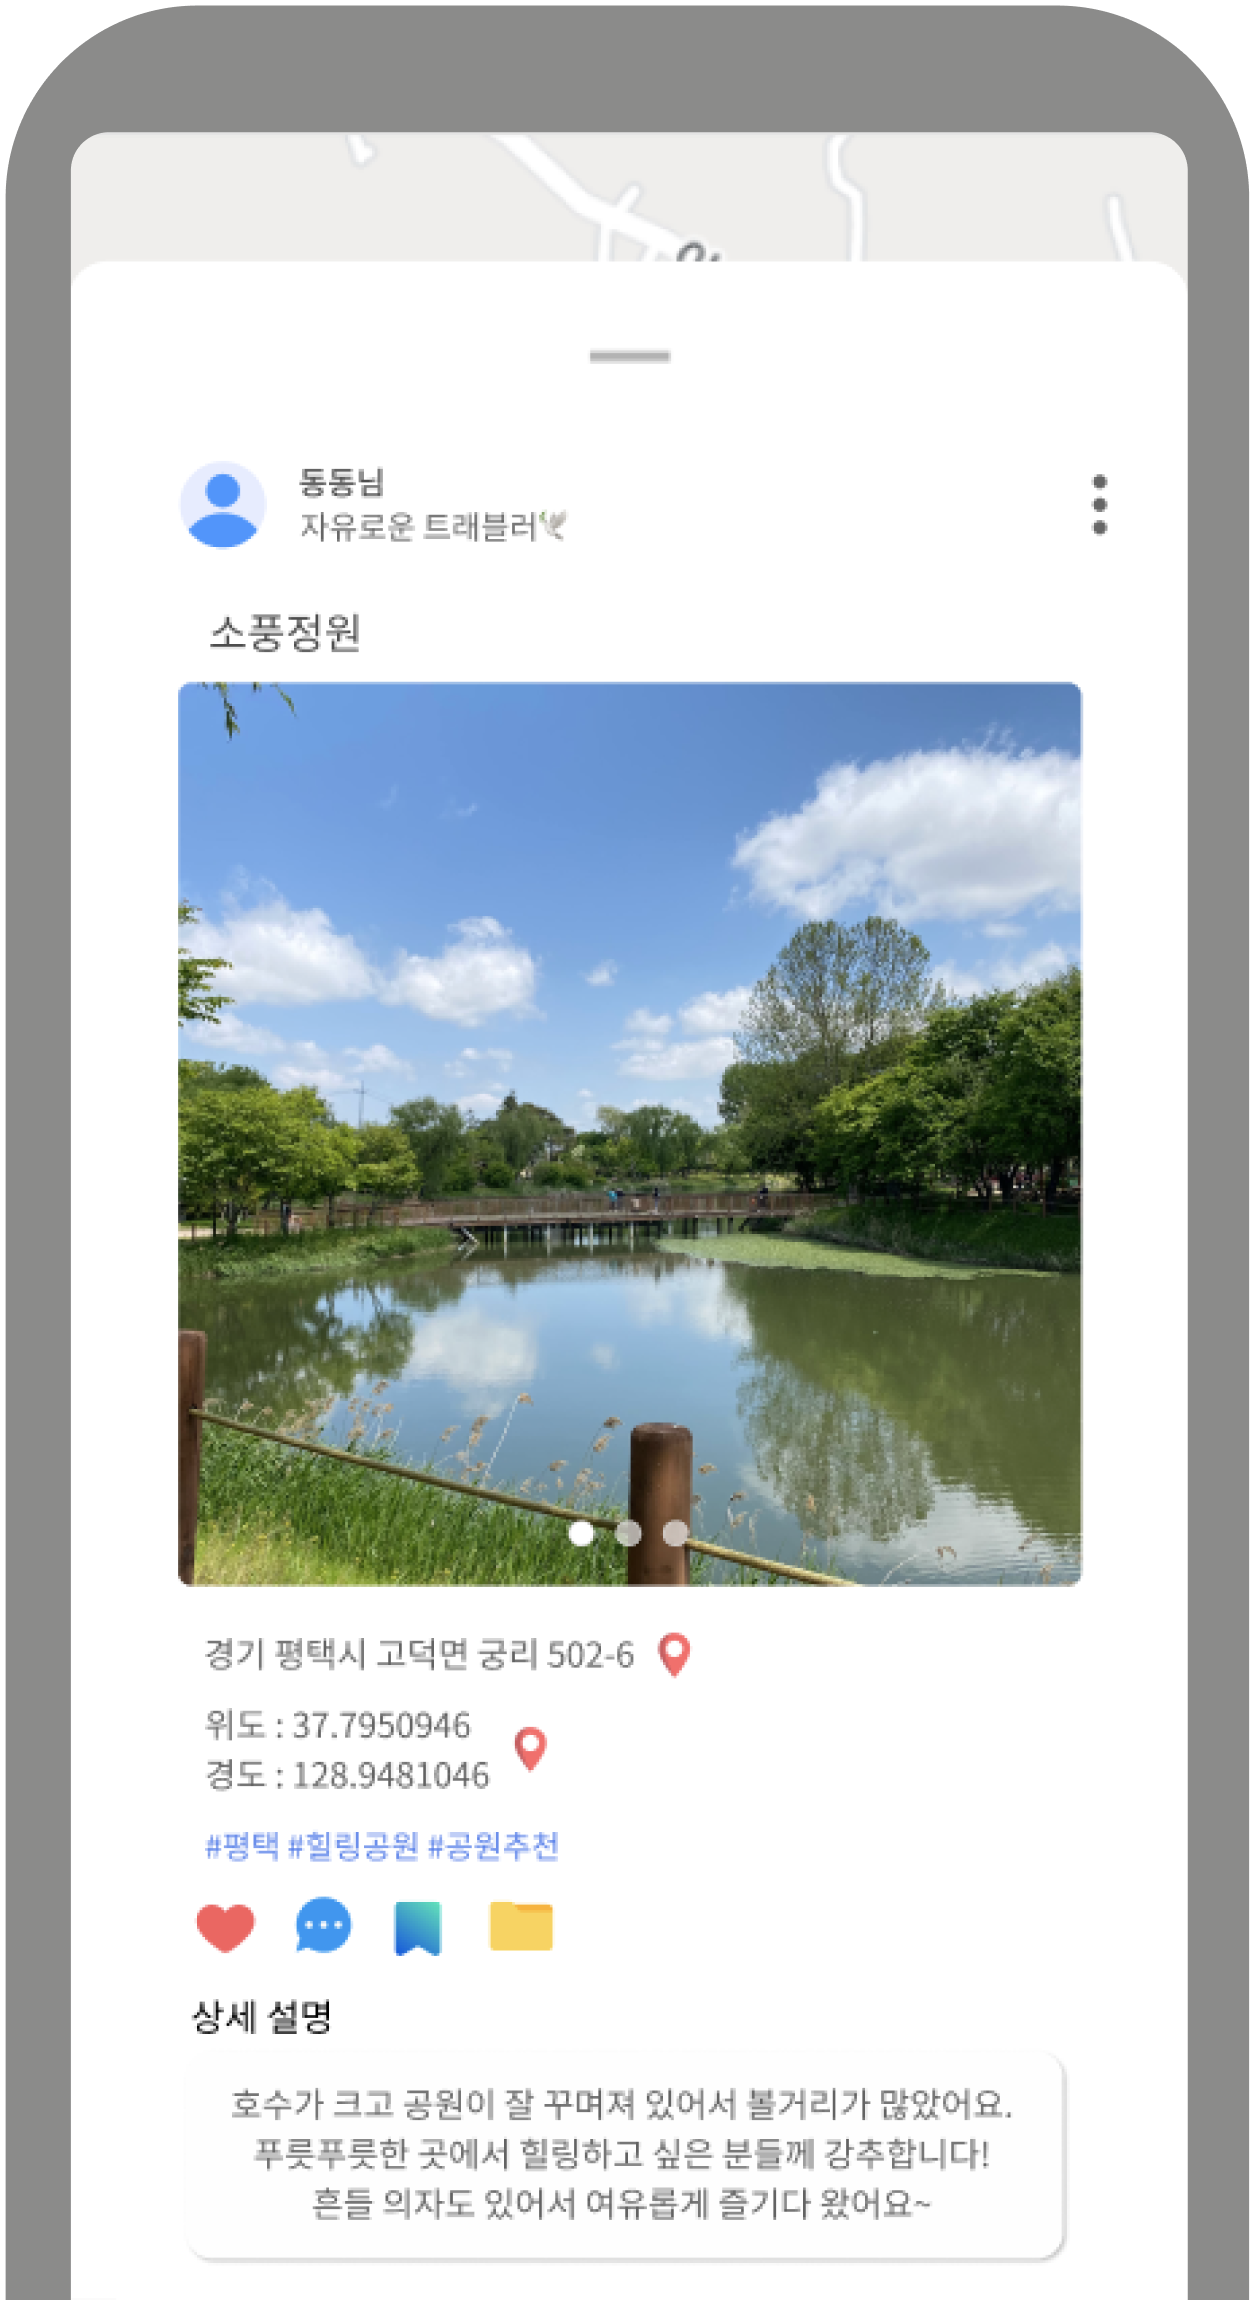 동동님
자유로운 트래블러🕊
소풍정원
경기 평택시 고덕면 궁리 502-6
위도 : 37.7950946
경도 : 128.9481046
#평택 #힐링공원 #공원추천
상세 설명
호수가 크고 공원이 잘 꾸며져 있어서 볼거리가 많았어요.
푸릇푸릇한 곳에서 힐링하고 싶은 분들께 강추합니다!
흔들 의자도 있어서 여유롭게 즐기다 왔어요~